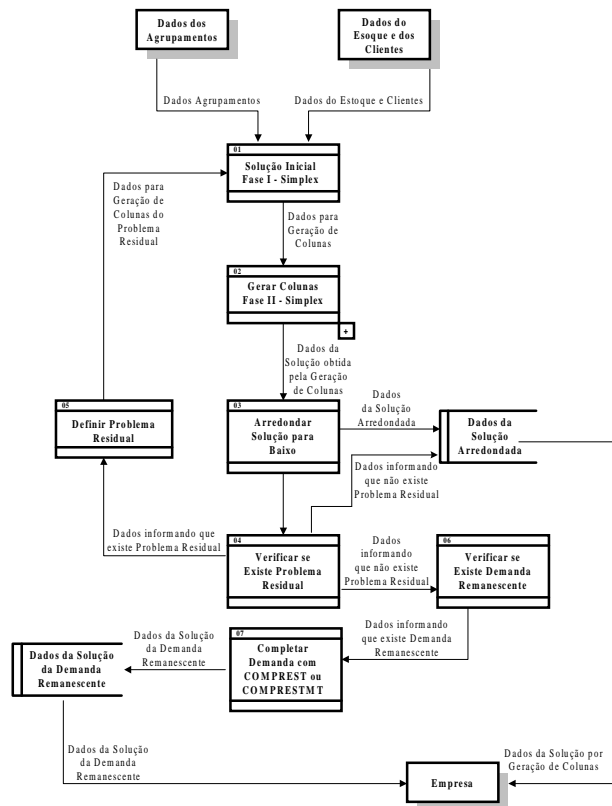 Dados dos
Agrupamentos
Dados do
Esoque e dos
Clientes
Dados Agrupamentos
Dados do Estoque e Clientes
01
Solução Inicial
Fase I - Simplex
Dados para
Geração de
Colunas do
Problema
Residual
Dados para
Geração de
Colunas
02
Gerar Colunas
Fase II - Simplex
+
Dados da
Solução obtida
pela Geração
de Colunas
05
Definir Problema
Residual
03
Arredondar
Solução para
Baixo
Dados
da Solução
Arredondada
Dados da
Solução
Arredondada
Dados informando
que não existe
Problema Residual
Dados informando que
existe Problema Residual
04
Verificar se
Existe Problema
Residual
Dados
informando
que não existe
Problema Residual
06
Verificar se
Existe Demanda
Remanescente
Dados informando
que existe Demanda
Remanescente
07
Completar
Demanda com
COMPREST ou
COMPRESTMT
Dados da Solução
da Demanda
Remanescente
Dados da Solução
da Demanda
Remanescente
Dados da Solução
da Demanda
Remanescente
Empresa
Dados da Solução por
Geração de Colunas